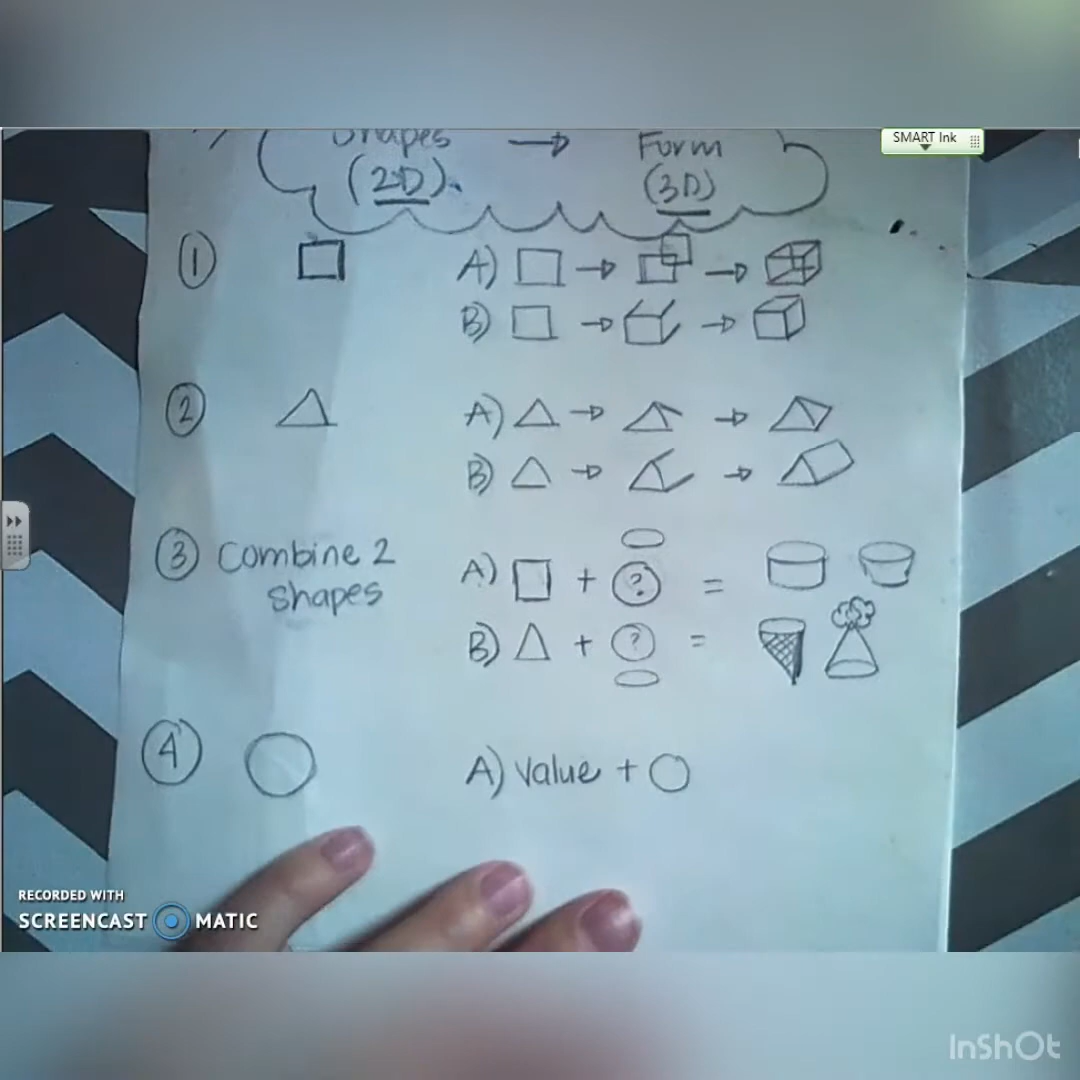 Shapes → Form
(2D). (3D)
SMART Ink
① A) → →
B) → →
② A) → →
B) → →
③ Combine 2 A) + ? =
shapes
B) + ? =
④ A) Value +
RECORDED WITH
SCREENCAST MATIC
InShOt